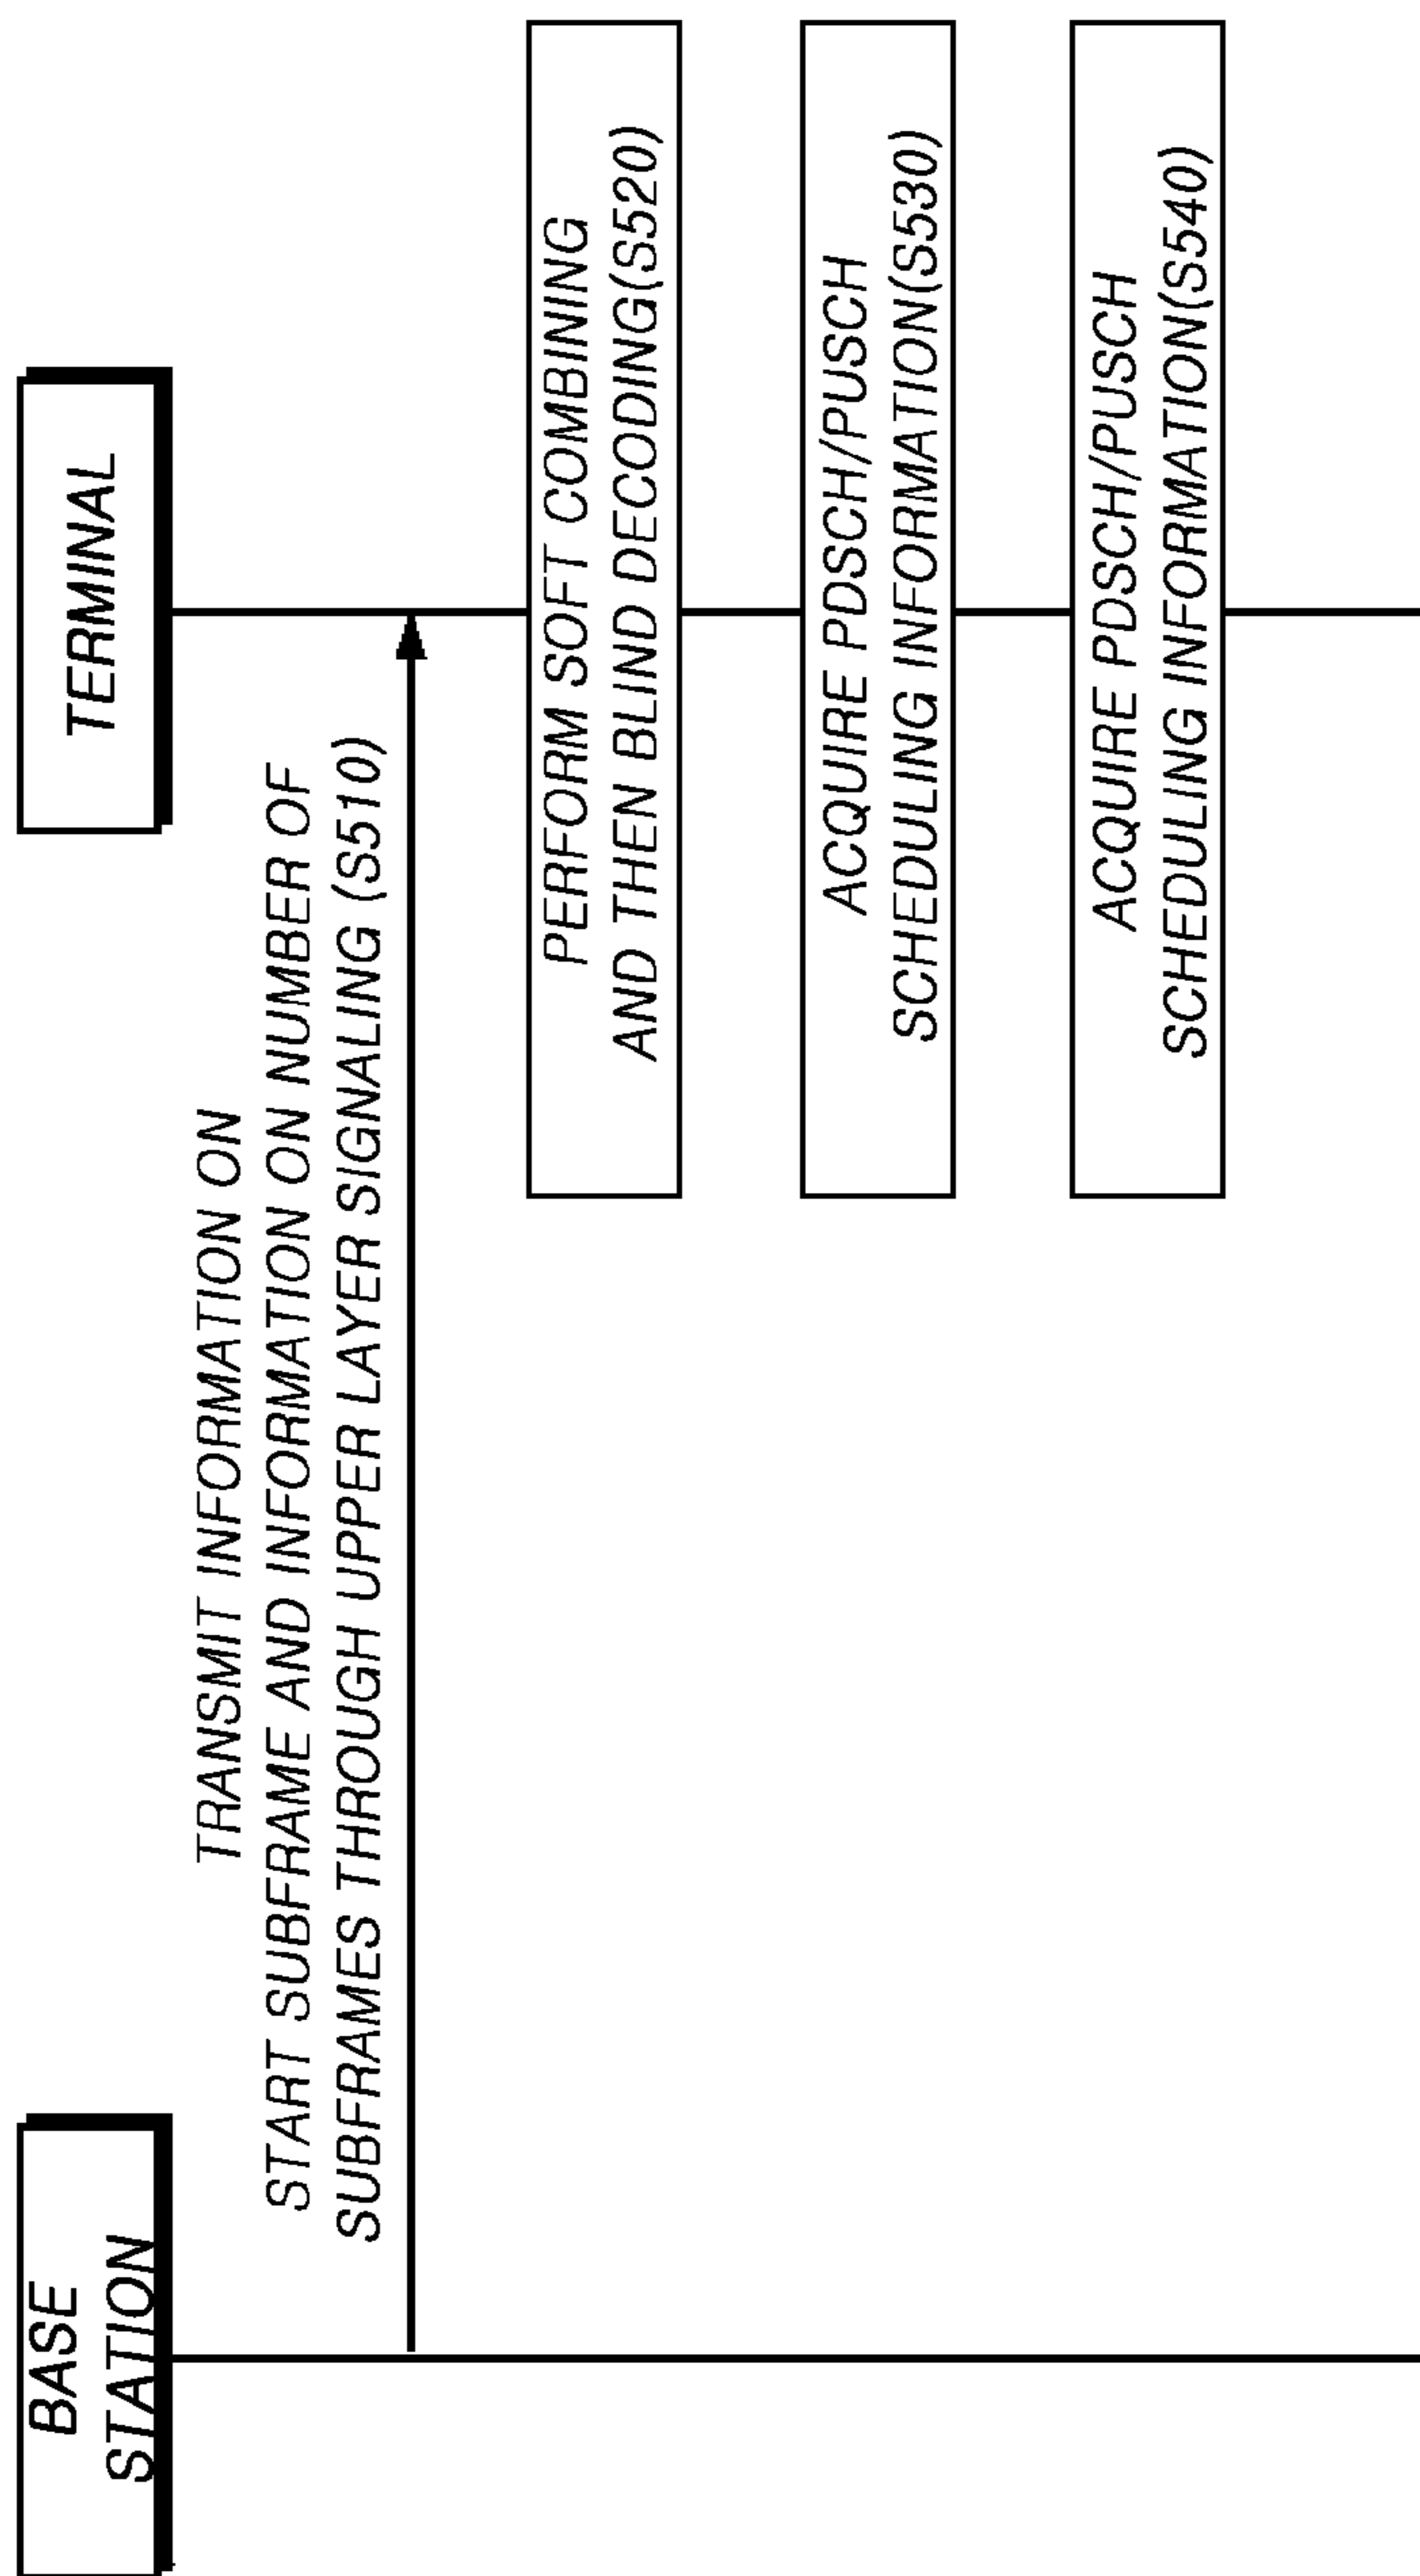 BASE
STATION
TERMINAL
TRANSMIT INFORMATION ON
START SUBFRAME AND INFORMATION ON NUMBER OF
SUBFRAMES THROUGH UPPER LAYER SIGNALING (S510)
PERFORM SOFT COMBINING
AND THEN BLIND DECODING(S520)
ACQUIRE PDSCH/PUSCH
SCHEDULING INFORMATION(S530)
ACQUIRE PDSCH/PUSCH
SCHEDULING INFORMATION(S540)